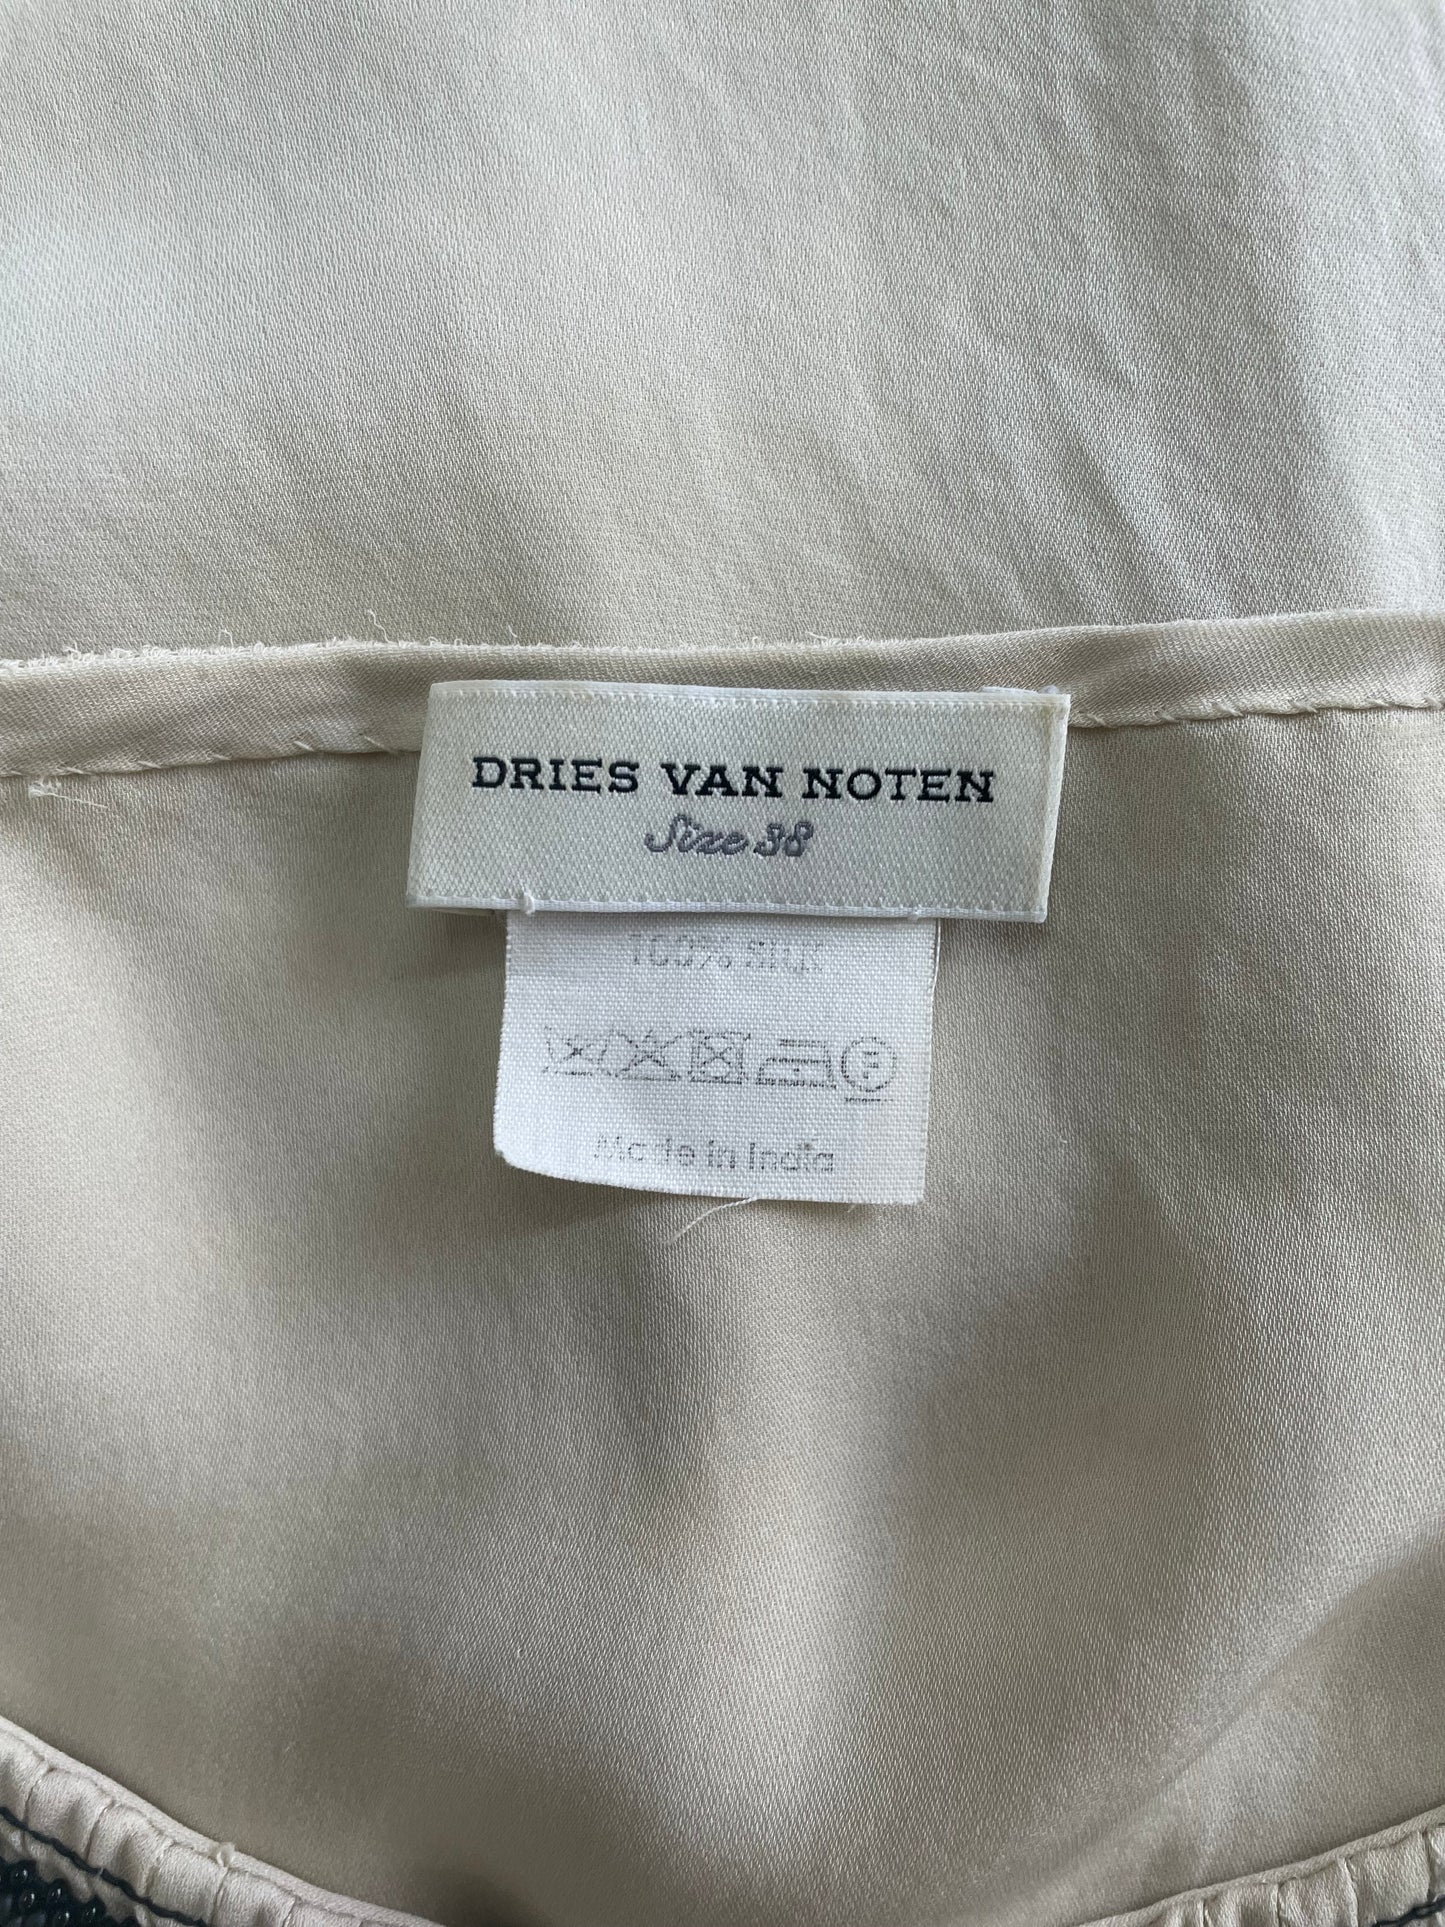 DRIES VAN NOTEN
Size 38
100% SILK
F
Made in India